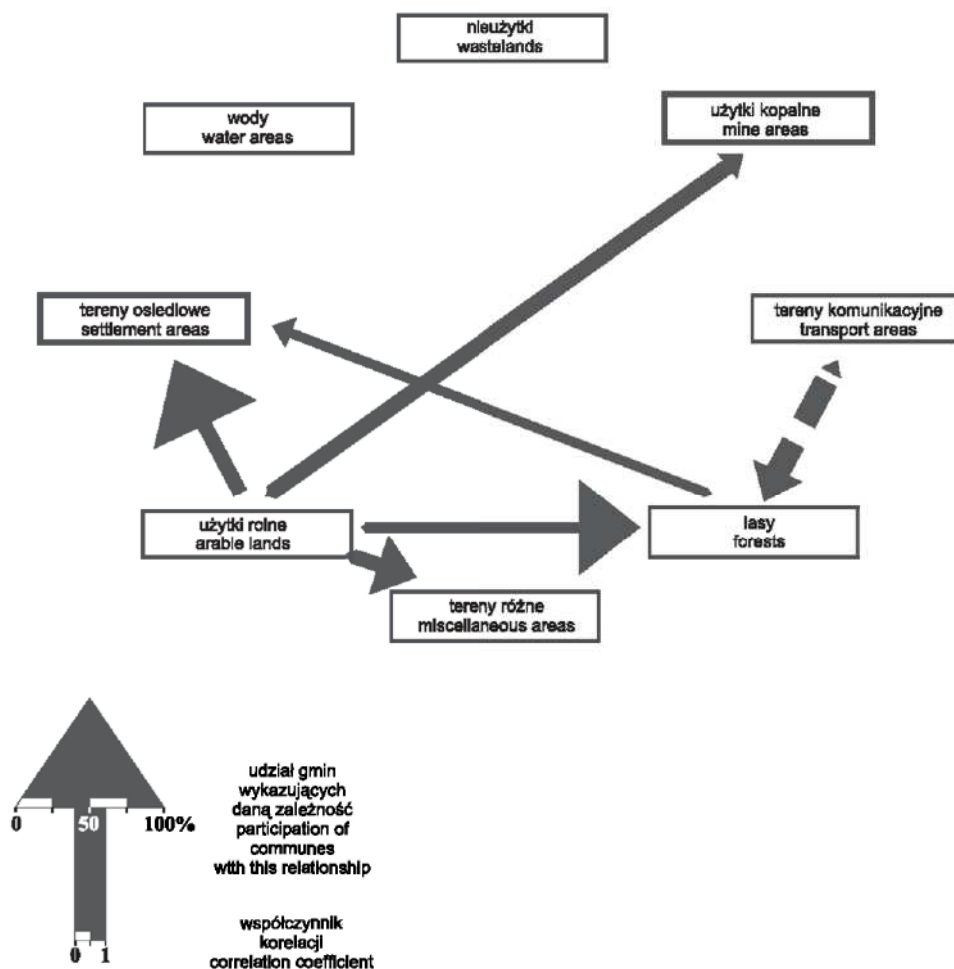 nieużytki
wastelands
wody
water areas
użytki kopalne
mine areas
tereny osiedlowe
settlement areas
tereny komunikacyjne
transport areas
użytki rolne
arable lands
lasy
forests
tereny różne
miscellaneous areas
0 50 100%
udział gmin
wykazujących
daną zależność
participation of
communes
with this relationship
0 1
współczynnik
korelacji
correlation coefficient